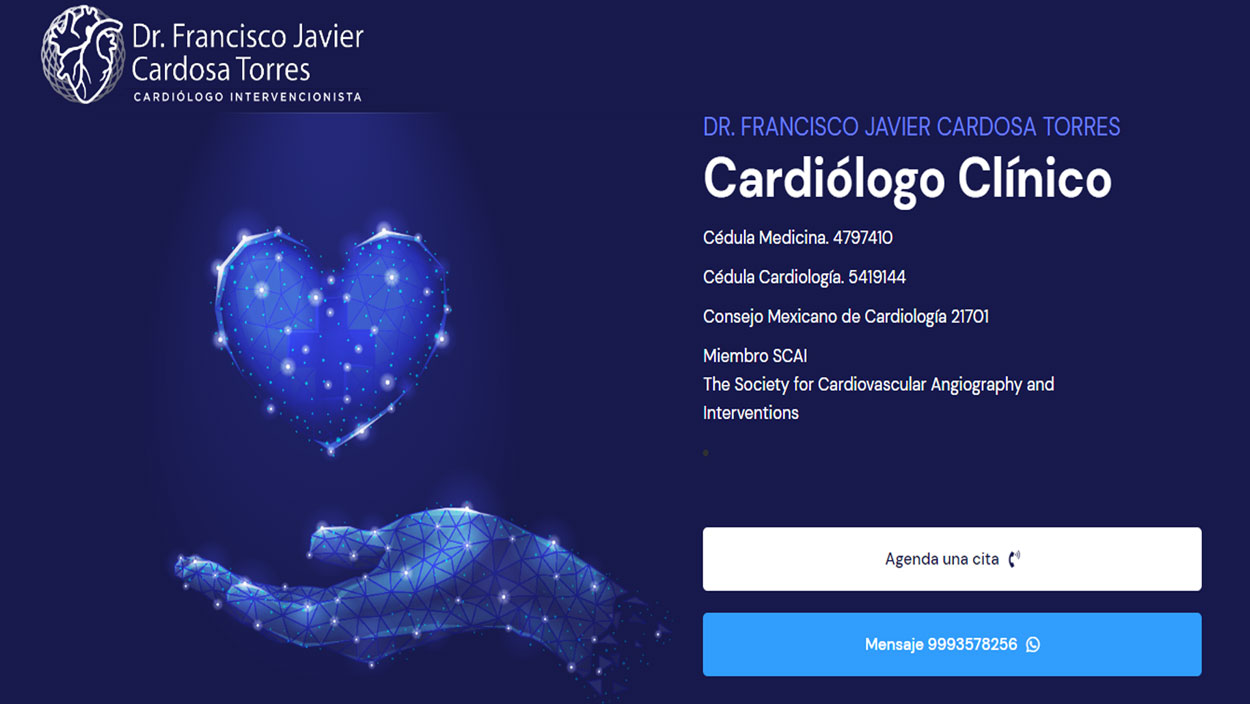 Dr. Francisco Javier
Cardosa Torres
CARDIÓLOGO INTERVENCIONISTA
DR. FRANCISCO JAVIER CARDOSA TORRES
Cardiólogo Clínico
Cédula Medicina. 4797410
Cédula Cardiología. 5419144
Consejo Mexicano de Cardiología 21701
Miembro SCAI
The Society for Cardiovascular Angiography and
Interventions
Agenda una cita
Mensaje 9993578256